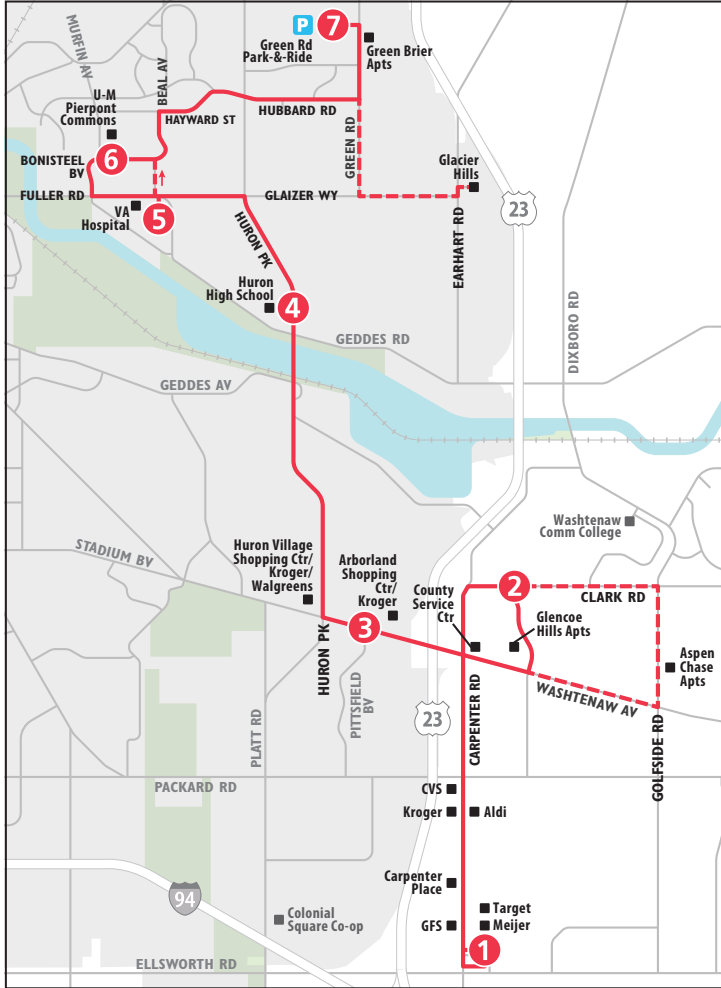 MURFIN AV
BEAL AV
P
7
Green Rd
Park-&-Ride
Green Brier
Apts
U-M
Pierpont
Commons
HAYWARD ST
HUBBARD RD
GREEN RD
BONISTEEL
BV
6
Glacier
Hills
23
FULLER RD
GLAIZER WY
VA
Hospital
5
HURON PK
EARHART RD
Huron
High School
4
GEDDES RD
DIXBORO RD
GEDDES AV
Washtenaw
Comm College
STADIUM BV
Huron Village
Shopping Ctr/
Kroger/
Walgreens
Arborland
Shopping
Ctr/
Kroger
County
Service
Ctr
2
CLARK RD
Glencoe
Hills Apts
3
HURON PK
PITTSFIELD
BV
PLATT RD
23
CARPENTER RD
WASHTENAW AV
Aspen
Chase
Apts
GOLFSIDE RD
PACKARD RD
CVS
Kroger
Aldi
Carpenter
Place
INTERSTATE
94
Colonial
Square Co-op
Target
GFS
Meijer
1
ELLSWORTH RD